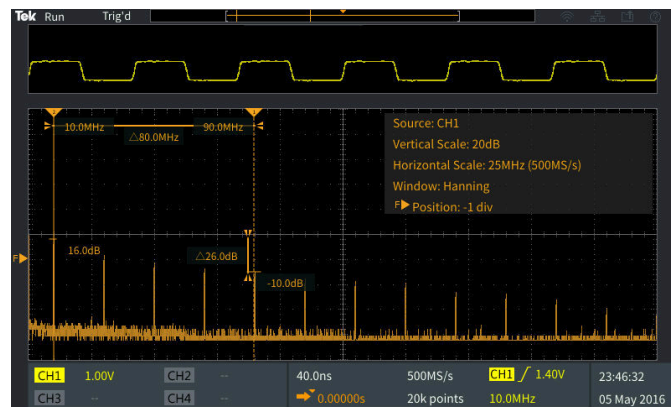 Tek Run Trig'd
10.0MHz 90.0MHz
△80.0MHz
Source: CH1
Vertical Scale: 20dB
Horizontal Scale: 25MHz (500MS/s)
Window: Hanning
F▶ Position: -1 div
16.0dB
△26.0dB
-10.0dB
F
CH1 1.00V CH2 -- 40.0ns 500MS/s CH1 / 1.40V 23:46:32
CH3 -- CH4 -- 0.00000s 20k points 10.0MHz 05 May 2016